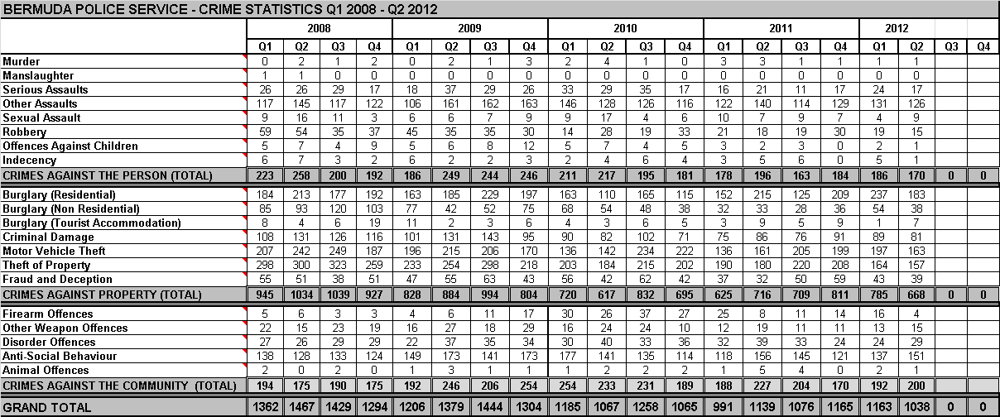 BERMUDA POLICE SERVICE - CRIME STATISTICS Q1 2008 - Q2 2012
2008 2009 2010 2011 2012
Q1 Q2 Q3 Q4 Q1 Q2 Q3 Q4 Q1 Q2 Q3 Q4 Q1 Q2 Q3 Q4 Q1 Q2 Q3 Q4
Murder 0 2 1 2 0 2 1 3 2 4 1 0 3 3 1 1 1 1
Manslaughter 1 1 0 0 0 0 0 0 0 0 0 0 0 0 0 0 0 0
Serious Assaults 26 26 29 17 18 37 29 26 33 29 35 17 16 21 11 17 24 17
Other Assaults 117 145 117 122 106 161 162 163 146 128 126 116 122 140 114 129 131 126
Sexual Assault 9 16 11 3 6 6 7 9 9 17 4 6 10 7 9 7 4 9
Robbery 59 54 35 37 45 35 35 30 14 28 19 33 21 18 19 30 19 15
Offences Against Children 5 7 4 9 5 6 8 12 5 7 4 5 3 2 3 0 2 1
Indecency 6 7 3 2 6 2 2 3 2 4 6 4 3 5 6 0 5 1
CRIMES AGAINST THE PERSON (TOTAL) 223 258 200 192 186 249 244 246 211 217 195 181 178 196 163 184 186 170 0 0
Burglary (Residential) 184 213 177 192 163 185 229 197 163 110 165 115 152 215 125 209 237 183
Burglary (Non Residential) 85 93 120 103 77 42 52 75 68 54 48 38 32 33 28 36 54 38
Burglary (Tourist Accommodation) 8 4 6 19 11 2 3 6 4 3 6 5 3 9 5 9 1 7
Criminal Damage 108 131 126 116 101 131 143 95 90 82 102 71 75 86 76 91 89 81
Motor Vehicle Theft 207 242 249 187 196 215 206 170 136 142 234 222 136 161 205 199 197 163
Theft of Property 298 300 323 259 233 254 298 218 203 184 215 202 190 180 220 208 164 157
Fraud and Deception 55 51 38 51 47 55 63 43 56 42 62 42 37 32 50 59 43 39
CRIMES AGAINST PROPERTY (TOTAL) 945 1034 1039 927 828 884 994 804 720 617 832 695 625 716 709 811 785 668 0 0
Firearm Offences 5 6 3 3 4 6 11 17 30 26 37 27 25 8 11 14 16 4
Other Weapon Offences 22 15 23 19 16 27 18 29 16 24 24 10 12 19 11 11 13 15
Disorder Offences 27 26 29 29 22 37 35 34 30 40 33 36 32 39 33 24 24 29
Anti-Social Behaviour 138 128 133 124 149 173 141 173 177 141 135 114 118 156 145 121 137 151
Animal Offences 2 0 2 0 1 3 1 1 1 2 2 2 1 5 4 0 2 1
CRIMES AGAINST THE COMMUNITY (TOTAL) 194 175 190 175 192 246 206 254 254 233 231 189 188 227 204 170 192 200
GRAND TOTAL 1362 1467 1429 1294 1206 1379 1444 1304 1185 1067 1258 1065 991 1139 1076 1165 1163 1038 0 0